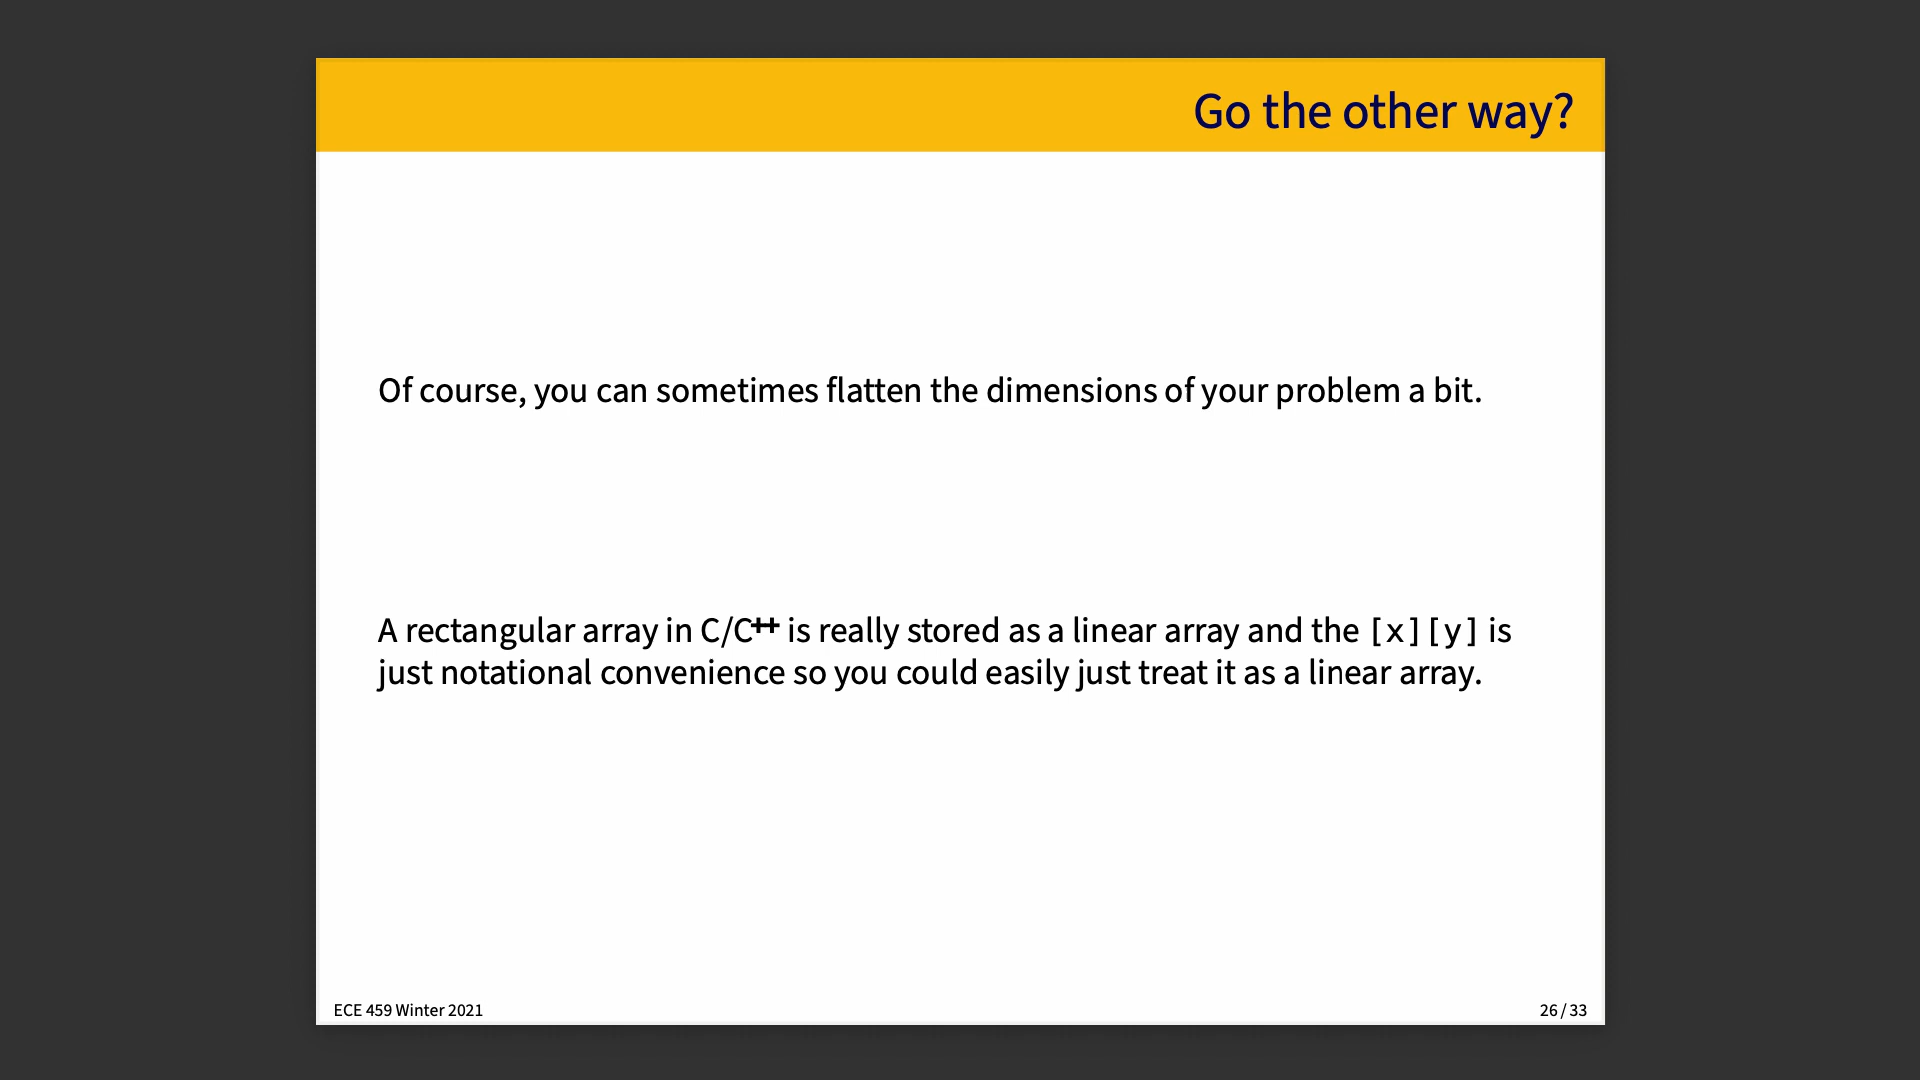 Go the other way?
Of course, you can sometimes flatten the dimensions of your problem a bit.
A rectangular array in C/C++ is really stored as a linear array and the [x][y] is
just notational convenience so you could easily just treat it as a linear array.
ECE 459 Winter 2021
26 / 33